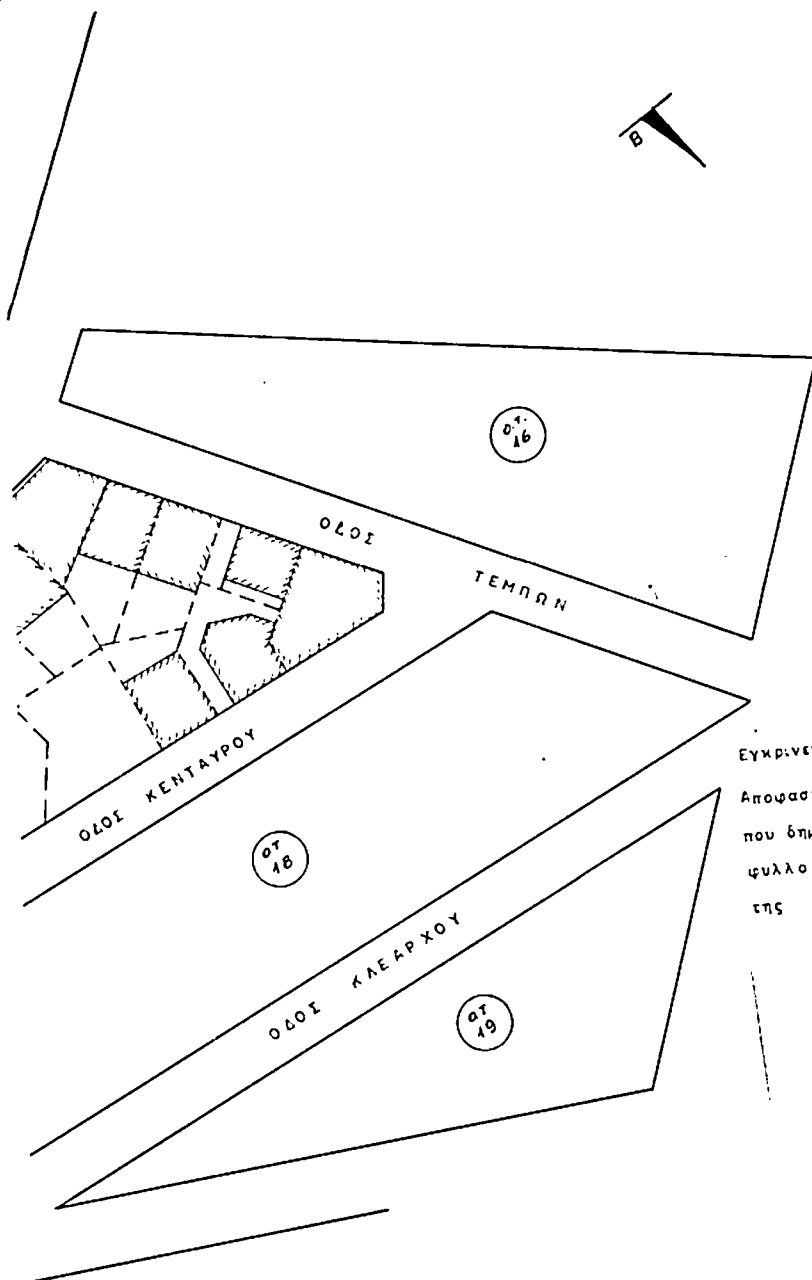 Β
Ο.Τ.
16
ΟΔΟΣ
ΤΕΜΠΩΝ
ΟΔΟΣ ΚΕΝΤΑΥΡΟΥ
ΟΤ
18
ΟΔΟΣ ΚΛΕΑΡΧΟΥ
ΟΤ
19
Εγκρινε
Αποφασ
που δημ
φυλλο
της